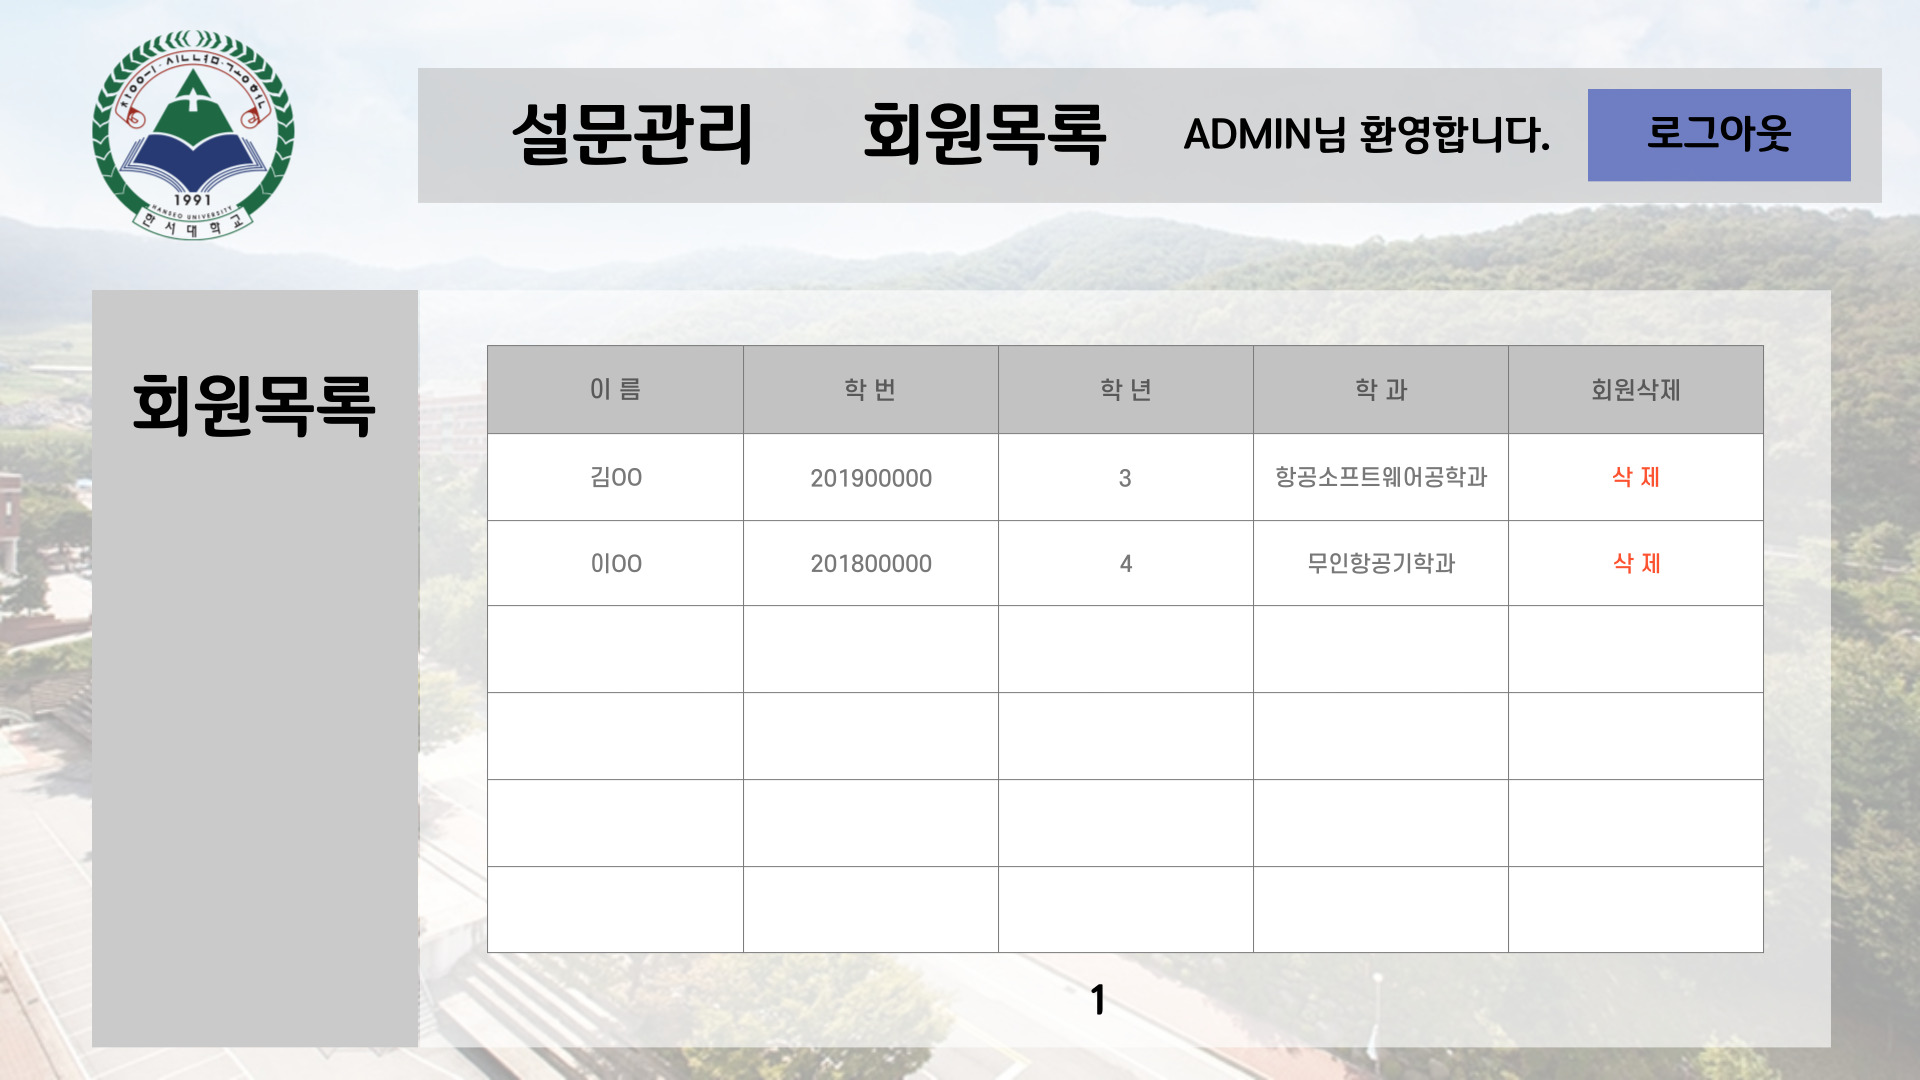 1991
HANSEO UNIVERSITY
한서대학교
설문관리 회원목록 ADMIN님 환영합니다. 로그아웃
회원목록
이 름 학 번 학 년 학 과 회원삭제
김OO 201900000 3 항공소프트웨어공학과 삭 제
이OO 201800000 4 무인항공기학과 삭 제
1